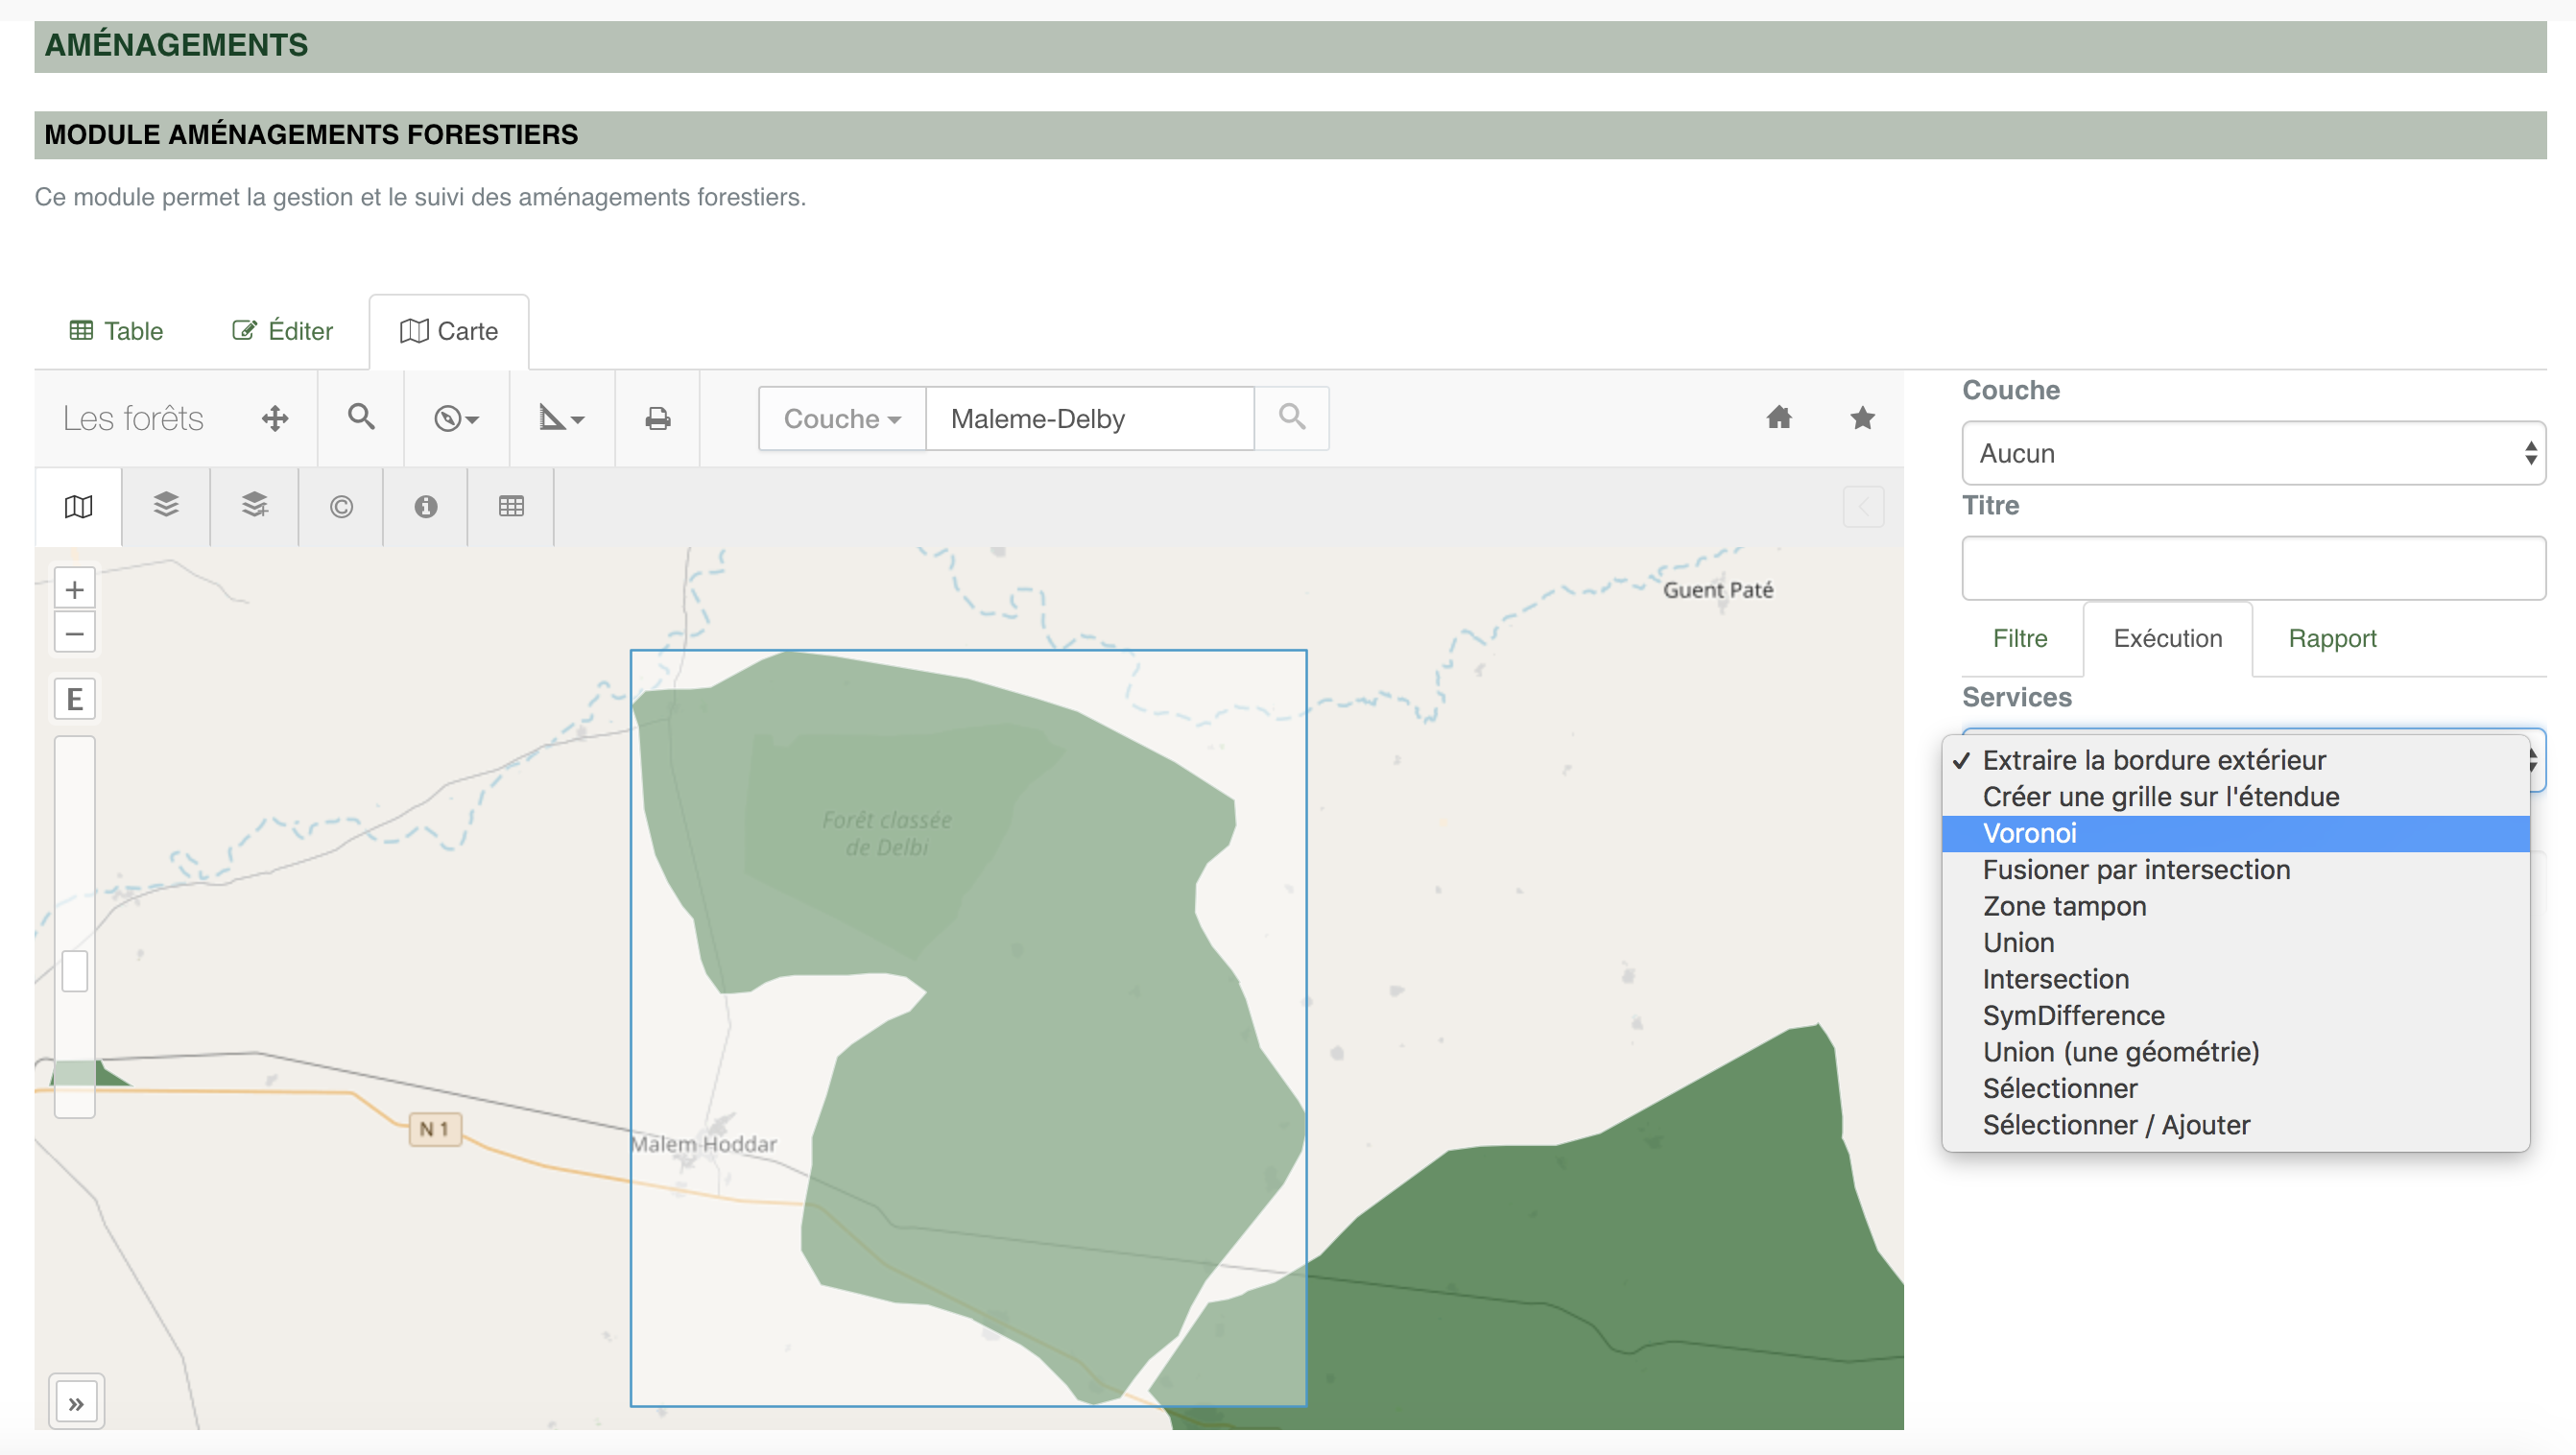 AMÉNAGEMENTS
MODULE AMÉNAGEMENTS FORESTIERS
Ce module permet la gestion et le suivi des aménagements forestiers.
Table
Éditer
Carte
Les forêts
Couche
Maleme-Delby
+
−
E
»
Guent Paté
Forêt classée
de Delbi
N 1
Malem Hoddar
Couche
Aucun
Titre
Filtre
Exécution
Rapport
Services
✓ Extraire la bordure extérieur
Créer une grille sur l'étendue
Voronoi
Fusioner par intersection
Zone tampon
Union
Intersection
SymDifference
Union (une géométrie)
Sélectionner
Sélectionner / Ajouter